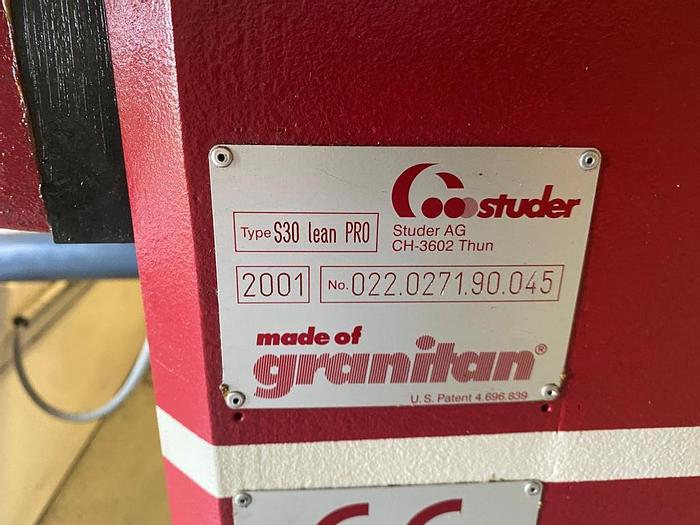 studer
Type S30 lean PRO
Studer AG
CH-3602 Thun
2001 No. 022.0271.90.045
made of
granitan®
U.S. Patent 4.696.839